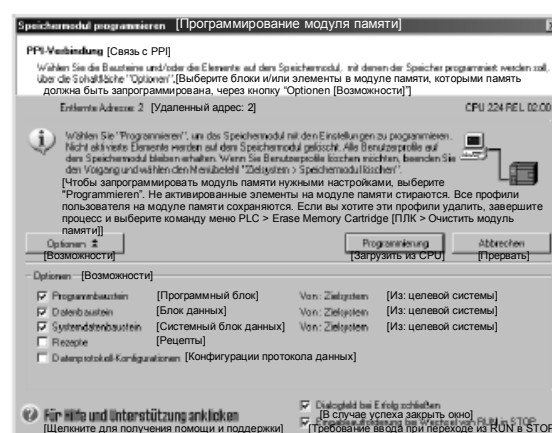 Speichermodul programmieren [Программирование модуля памяти]
PPI-Verbindung [Связь с PPI]
Wählen Sie die Bausteine und/oder die Elemente auf dem Speichermodul, mit denen der Speicher programmiert werden soll,
über die Schaltfläche "Optionen". [Выберите блоки и/или элементы в модуле памяти, которыми память
должна быть запрограммирована, через кнопку “Optionen [Возможности]”]
Entfernte Adresse: 2 [Удаленный адрес: 2] CPU 224 REL 02.00
Wählen Sie "Programmieren", um das Speichermodul mit den Einstellungen zu programmieren.
Nicht aktivierte Elemente werden auf dem Speichermodul gelöscht. Alle Benutzerprofile auf
dem Speichermodul bleiben erhalten. Wenn Sie Benutzerprofile löschen möchten, beenden Sie
den Vorgang und wählen den Menübefehl "Zielsystem > Speichermodul löschen".
[Чтобы запрограммировать модуль памяти нужными настройками, выберите
“Programmieren”. Не активированные элементы на модуле памяти стираются. Все профили
пользователя на модуле памяти сохраняются. Если вы хотите эти профили удалить, завершите
процесс и выберите команду меню PLC > Erase Memory Cartridge [ПЛК > Очистить модуль
памяти]]
Optionen Programmierung Abbrechen
[Возможности] [Загрузить из CPU] [Прервать]
Optionen [Возможности]
Programmbaustein [Программный блок] Von: Zielsystem [Из: целевой системы]
Datenbaustein [Блок данных] Von: Zielsystem [Из: целевой системы]
Systemdatenbaustein [Системный блок данных] Von: Zielsystem [Из: целевой системы]
Rezepte [Рецепты]
Datenprotokoll-Konfigurationen [Конфигурации протокола данных]
Dialogfeld bei Erfolg schließen
[В случае успеха закрыть окно]
Für Hilfe und Unterstützung anklicken
Eingabeaufforderung bei Wechsel von RUN in STOP
[Щелкните для получения помощи и поддержки] [Требование ввода при переходе из RUN в STOP